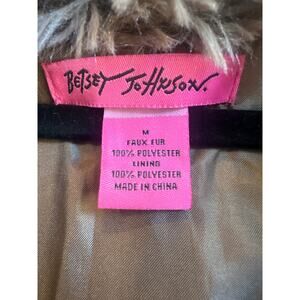 BETSEY JOHNSON.
M
FAUX FUR
100% POLYESTER
LINING
100% POLYESTER
MADE IN CHINA